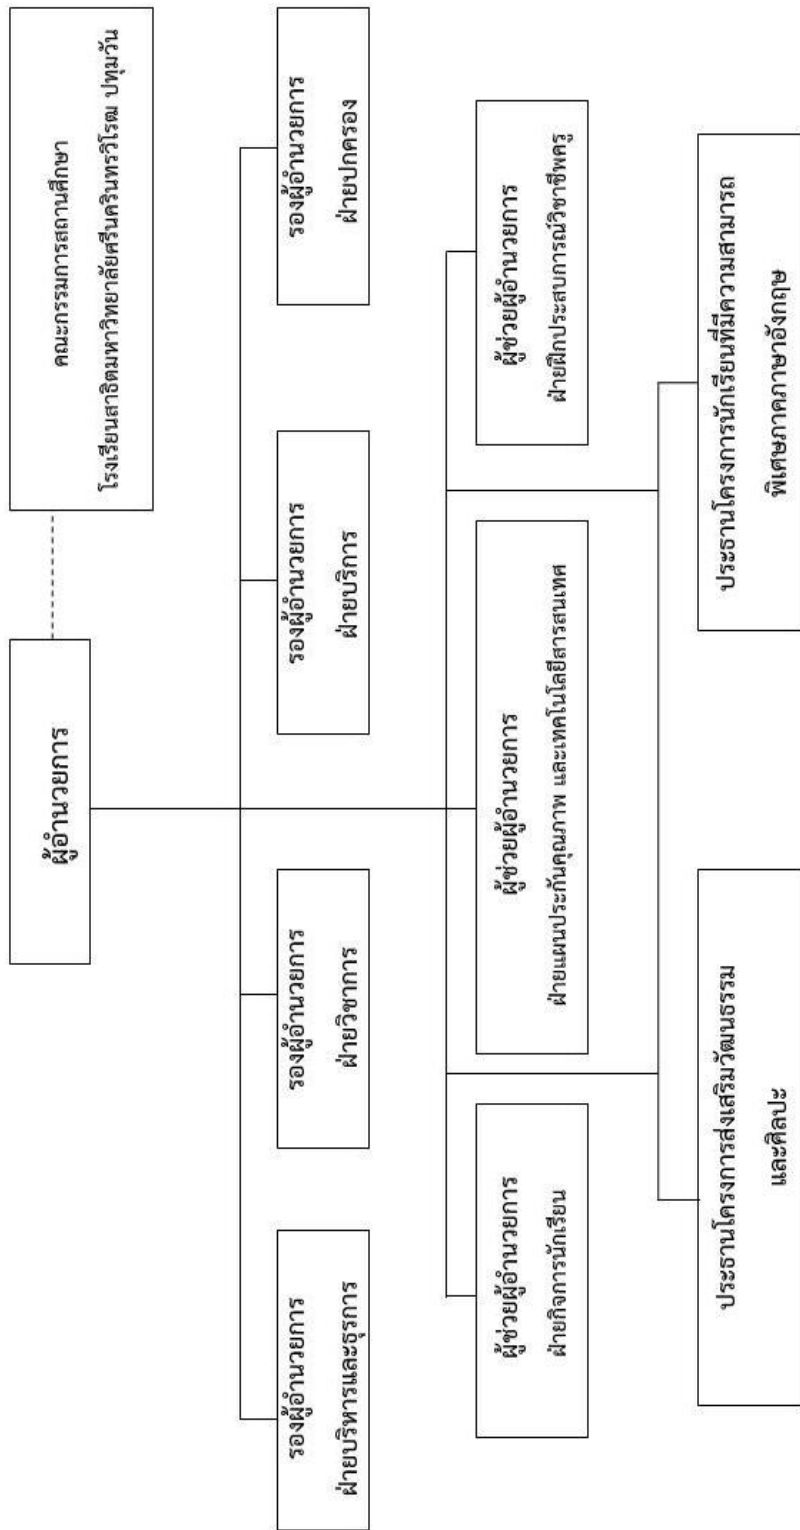 ผู้อำนวยการ
คณะกรรมการสถานศึกษา
โรงเรียนสาธิตมหาวิทยาลัยศรีนครินทรวิโรฒ ปทุมวัน
รองผู้อำนวยการ
ฝ่ายบริหารและธุรการ
รองผู้อำนวยการ
ฝ่ายวิชาการ
รองผู้อำนวยการ
ฝ่ายบริการ
รองผู้อำนวยการ
ฝ่ายปกครอง
ผู้ช่วยผู้อำนวยการ
ฝ่ายกิจการนักเรียน
ผู้ช่วยผู้อำนวยการ
ฝ่ายแผนประกันคุณภาพ และเทคโนโลยีสารสนเทศ
ผู้ช่วยผู้อำนวยการ
ฝ่ายฝึกประสบการณ์วิชาชีพครู
ประธานโครงการส่งเสริมวัฒนธรรม
และศิลปะ
ประธานโครงการนักเรียนที่มีความสามารถ
พิเศษภาคภาษาอังกฤษ